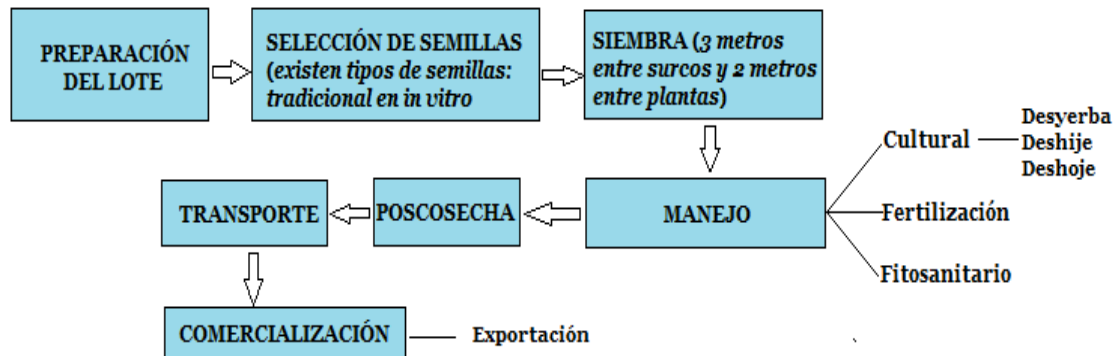 PREPARACIÓN
DEL LOTE
SELECCIÓN DE SEMILLAS
(existen tipos de semillas:
tradicional en in vitro
SIEMBRA (3 metros
entre surcos y 2 metros
entre plantas)
MANEJO
Cultural
Desyerba
Deshije
Deshoje
Fertilización
Fitosanitario
POSCOSECHA
TRANSPORTE
COMERCIALIZACIÓN
Exportación